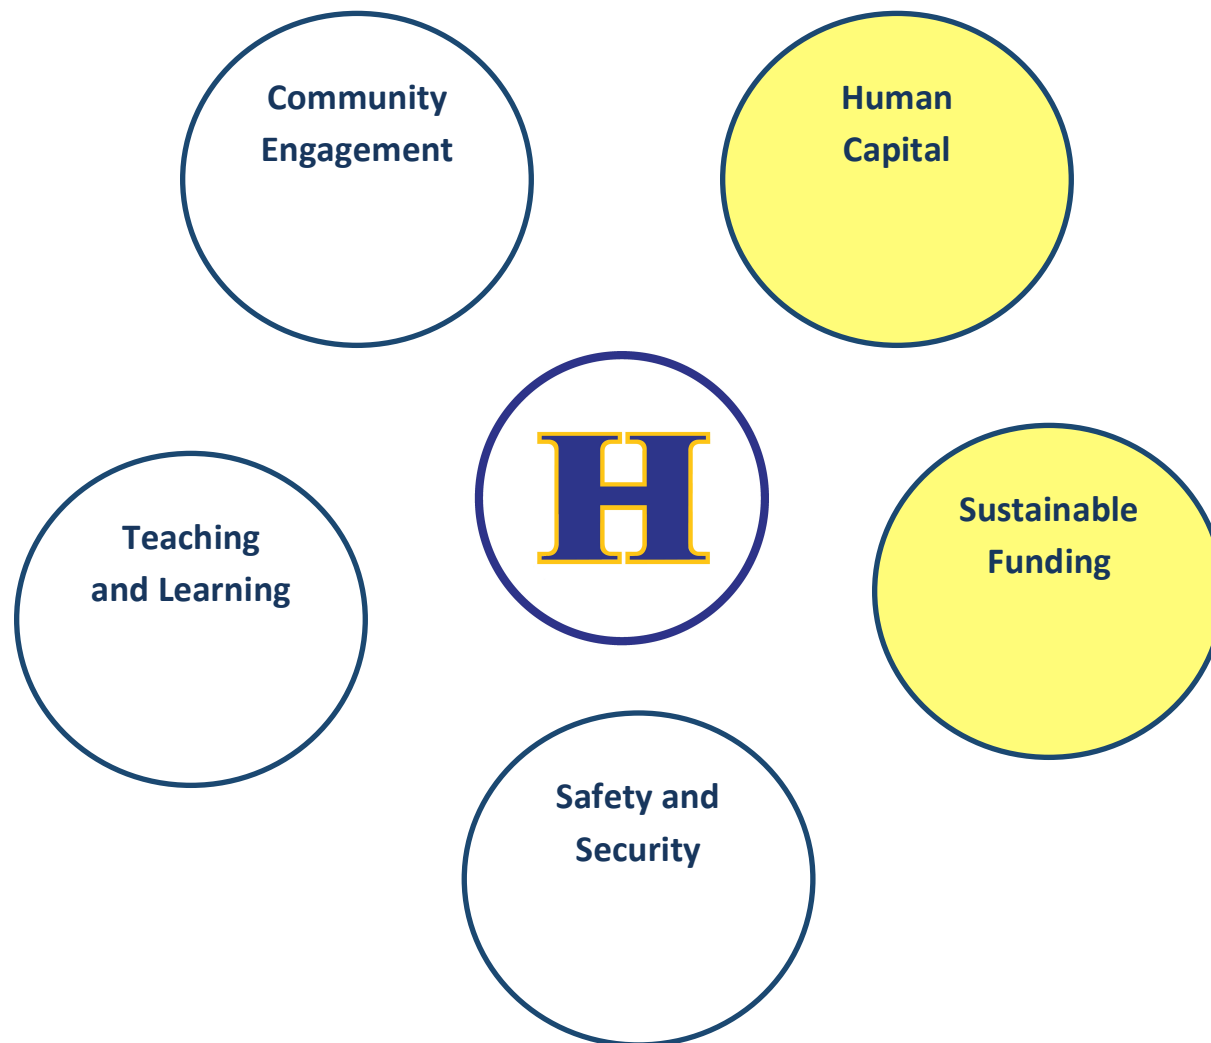 Community
Engagement
Human
Capital
H
Teaching
and Learning
Sustainable
Funding
Safety and
Security